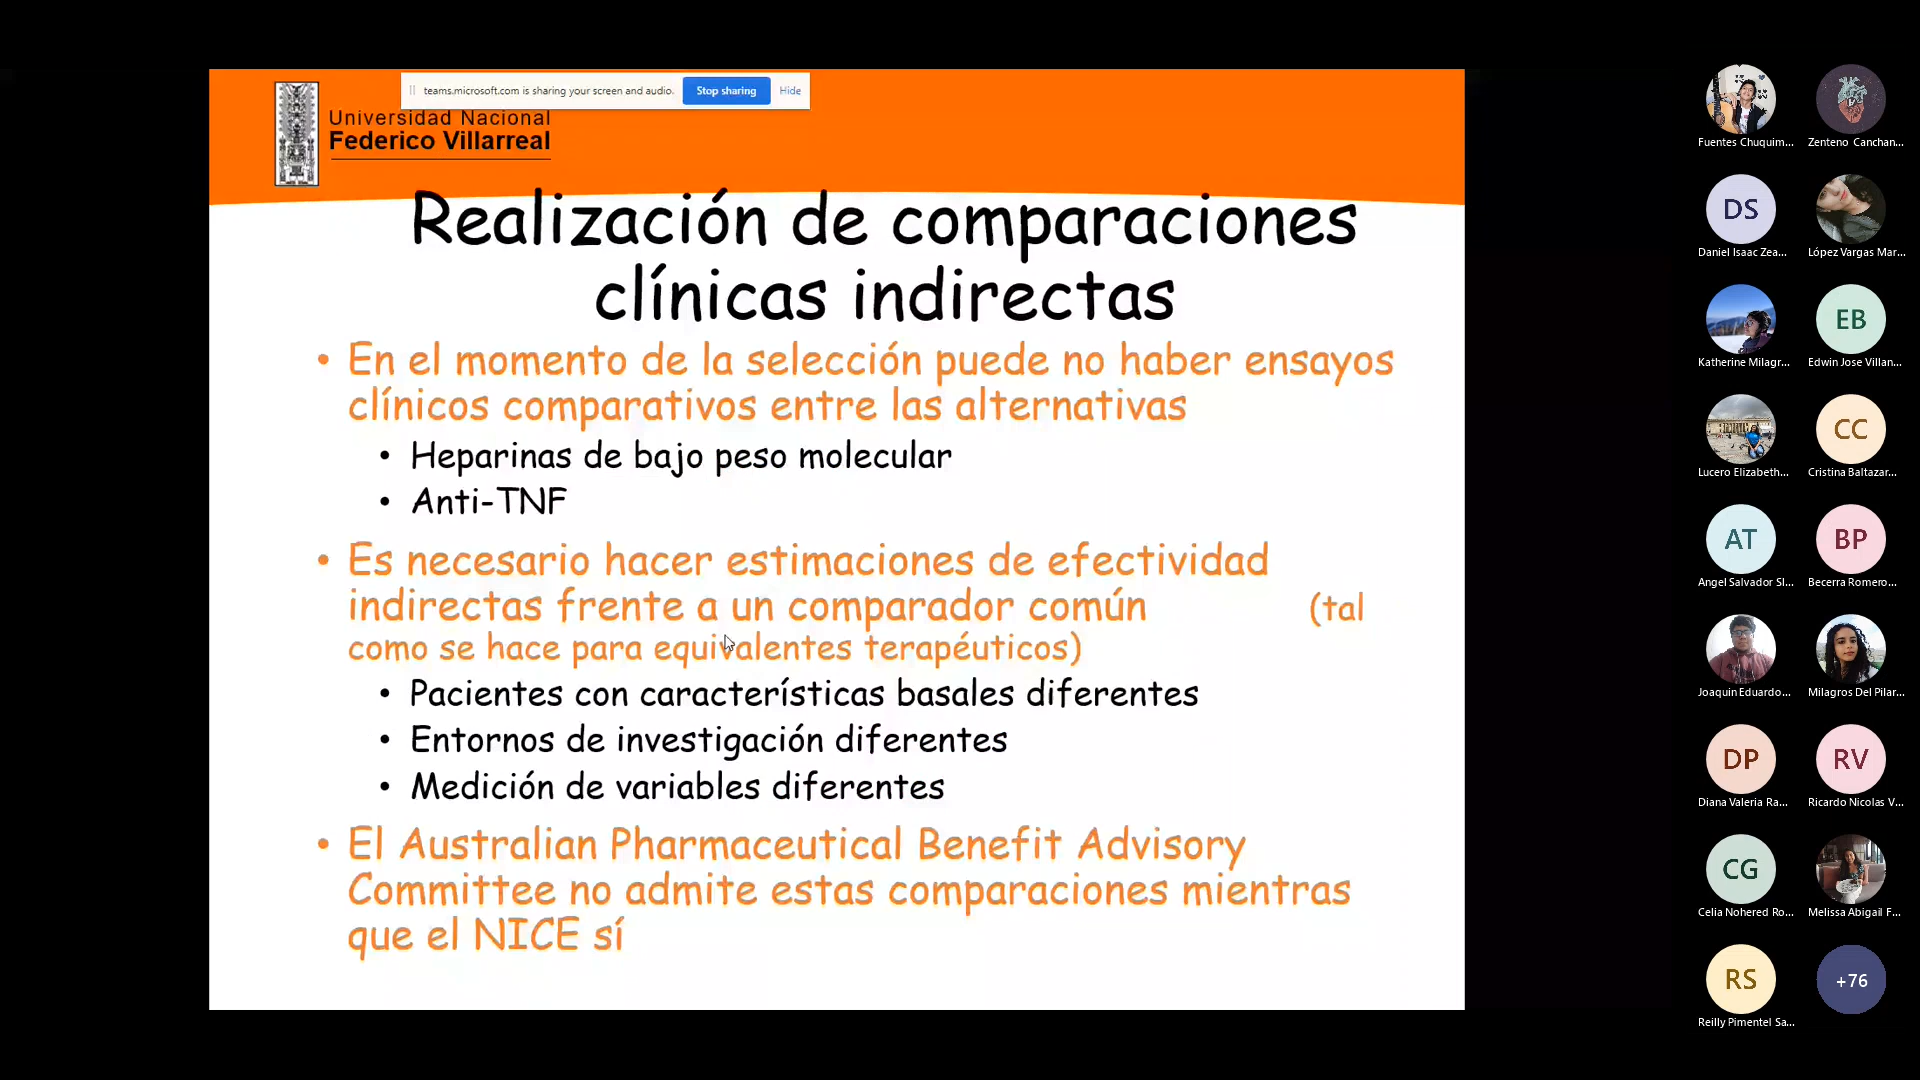 teams.microsoft.com is sharing your screen and audio.
Stop sharing
Hide
Universidad Nacional
Federico Villarreal
Realización de comparaciones
clínicas indirectas
• En el momento de la selección puede no haber ensayos
clínicos comparativos entre las alternativas
• Heparinas de bajo peso molecular
• Anti-TNF
• Es necesario hacer estimaciones de efectividad
indirectas frente a un comparador común (tal
como se hace para equivalentes terapéuticos)
• Pacientes con características basales diferentes
• Entornos de investigación diferentes
• Medición de variables diferentes
• El Australian Pharmaceutical Benefit Advisory
Committee no admite estas comparaciones mientras
que el NICE sí
Fuentes Chuquim...
Zenteno Canchan...
DS
Daniel Isaac Zea...
López Vargas Mar...
Katherine Milagr...
EB
Edwin Jose Villan...
Lucero Elizabeth...
CC
Cristina Baltazar...
AT
Angel Salvador Sl...
BP
Becerra Romero...
Joaquin Eduardo...
Milagros Del Pilar...
DP
Diana Valeria Ra...
RV
Ricardo Nicolas V...
CG
Celia Nohered Ro...
Melissa Abigail F...
RS
Reilly Pimentel Sa...
+76